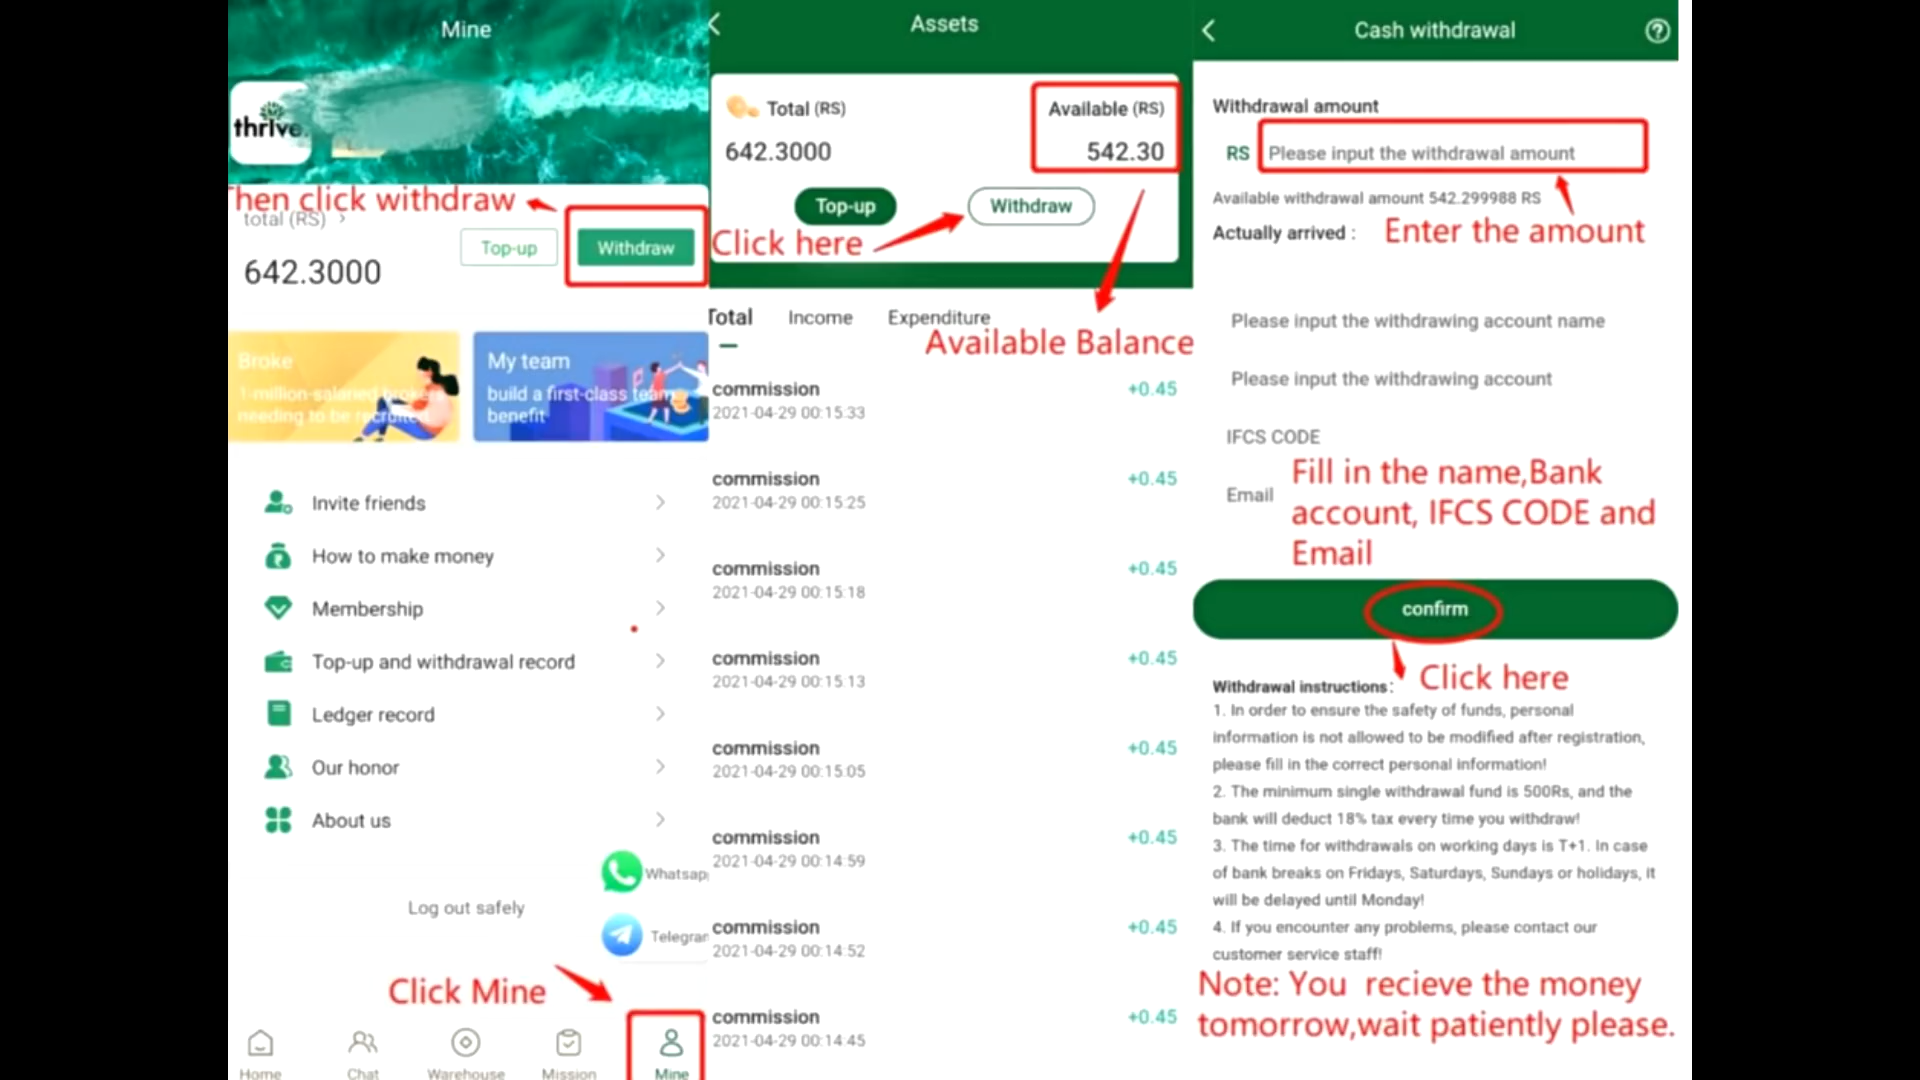 Mine
thrive.
Then click withdraw
total (RS)
Top-up
Withdraw
642.3000
Broke
1-million-salaried brokers
needing to be recruited
My team
build a first-class team
benefit
Invite friends
How to make money
Membership
Top-up and withdrawal record
Ledger record
Our honor
About us
Whatsap
Log out safely
Telegra
Click Mine
Home
Chat
Warehouse
Mission
Mine
Assets
Total (RS)
Available (RS)
642.3000
542.30
Top-up
Withdraw
Click here
Total
Income
Expenditure
Available Balance
commission
+0.45
2021-04-29 00:15:33
commission
+0.45
2021-04-29 00:15:25
commission
+0.45
2021-04-29 00:15:18
commission
+0.45
2021-04-29 00:15:13
commission
+0.45
2021-04-29 00:15:05
commission
+0.45
2021-04-29 00:14:59
commission
+0.45
2021-04-29 00:14:52
commission
+0.45
2021-04-29 00:14:45
Cash withdrawal
Withdrawal amount
RS Please input the withdrawal amount
Available withdrawal amount 542.299988 RS
Actually arrived :
Enter the amount
Please input the withdrawing account name
Please input the withdrawing account
IFCS CODE
Email
Fill in the name,Bank
account, IFCS CODE and
Email
confirm
Click here
Withdrawal instructions:
1. In order to ensure the safety of funds, personal
information is not allowed to be modified after registration,
please fill in the correct personal information!
2. The minimum single withdrawal fund is 500Rs, and the
bank will deduct 18% tax every time you withdraw!
3. The time for withdrawals on working days is T+1. In case
of bank breaks on Fridays, Saturdays, Sundays or holidays, it
will be delayed until Monday!
4. If you encounter any problems, please contact our
customer service staff!
Note: You recieve the money
tomorrow,wait patiently please.